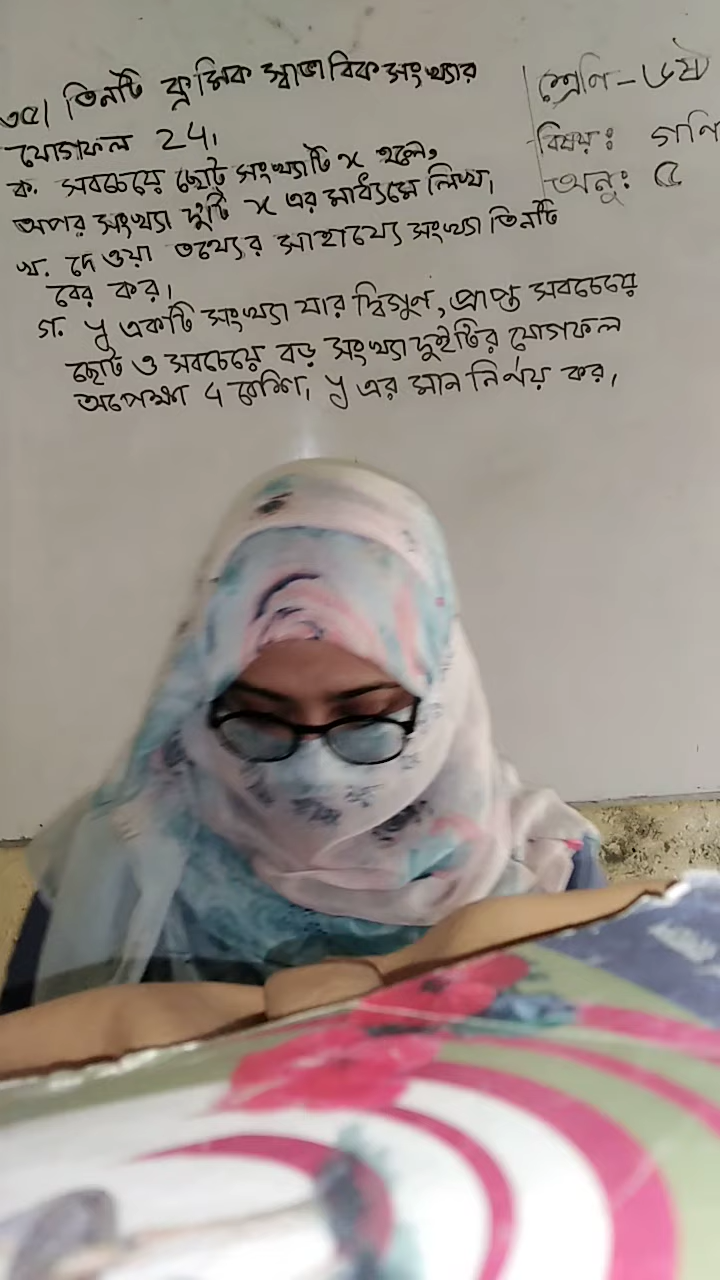 ৩৫। তিনটি ক্রমিক স্বাভাবিক সংখ্যার
যোগফল 24।
ক. সবচেয়ে ছোট সংখ্যাটি x হলে,
অপর সংখ্যা দুটি x এর মাধ্যমে লিখ।
খ. দেওয়া তথ্যের সাহায্যে সংখ্যা তিনটি
বের কর।
গ. y একটি সংখ্যা যার দ্বিগুণ, প্রাপ্ত সবচেয়ে
ছোট ও সবচেয়ে বড় সংখ্যা দুইটির যোগফল
অপেক্ষা 4 বেশি। y এর মান নির্ণয় কর।
শ্রেণি-৬ষ্ঠ
বিষয়ঃ গনি
অনুঃ ৫